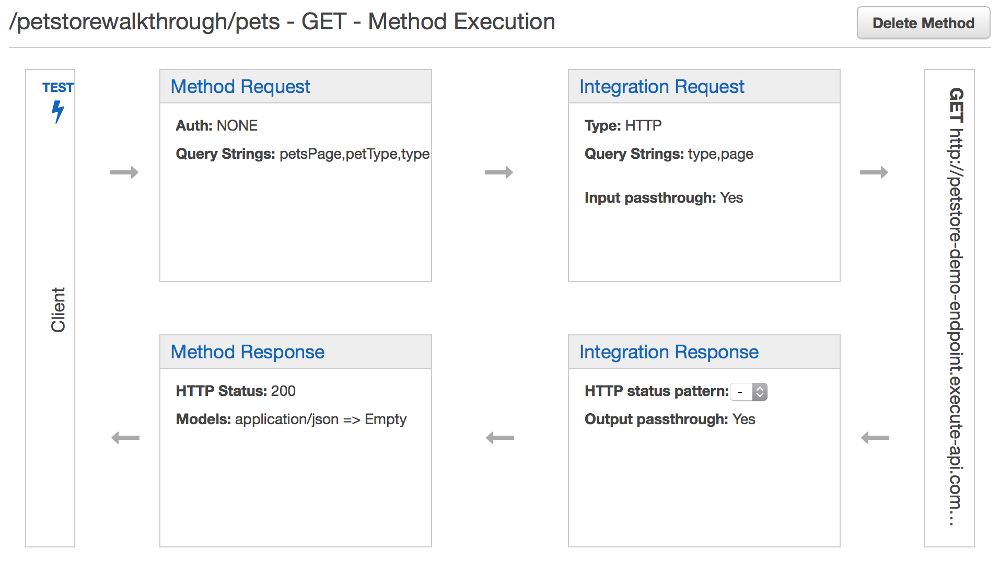 /petstorewalkthrough/pets - GET - Method Execution
Delete Method
TEST
Client
Method Request
Auth: NONE
Query Strings: petsPage,petType,type
Integration Request
Type: HTTP
Query Strings: type,page
Input passthrough: Yes
GET http://petstore-demo-endpoint.execute-api.com...
Method Response
HTTP Status: 200
Models: application/json => Empty
Integration Response
HTTP status pattern: -
Output passthrough: Yes